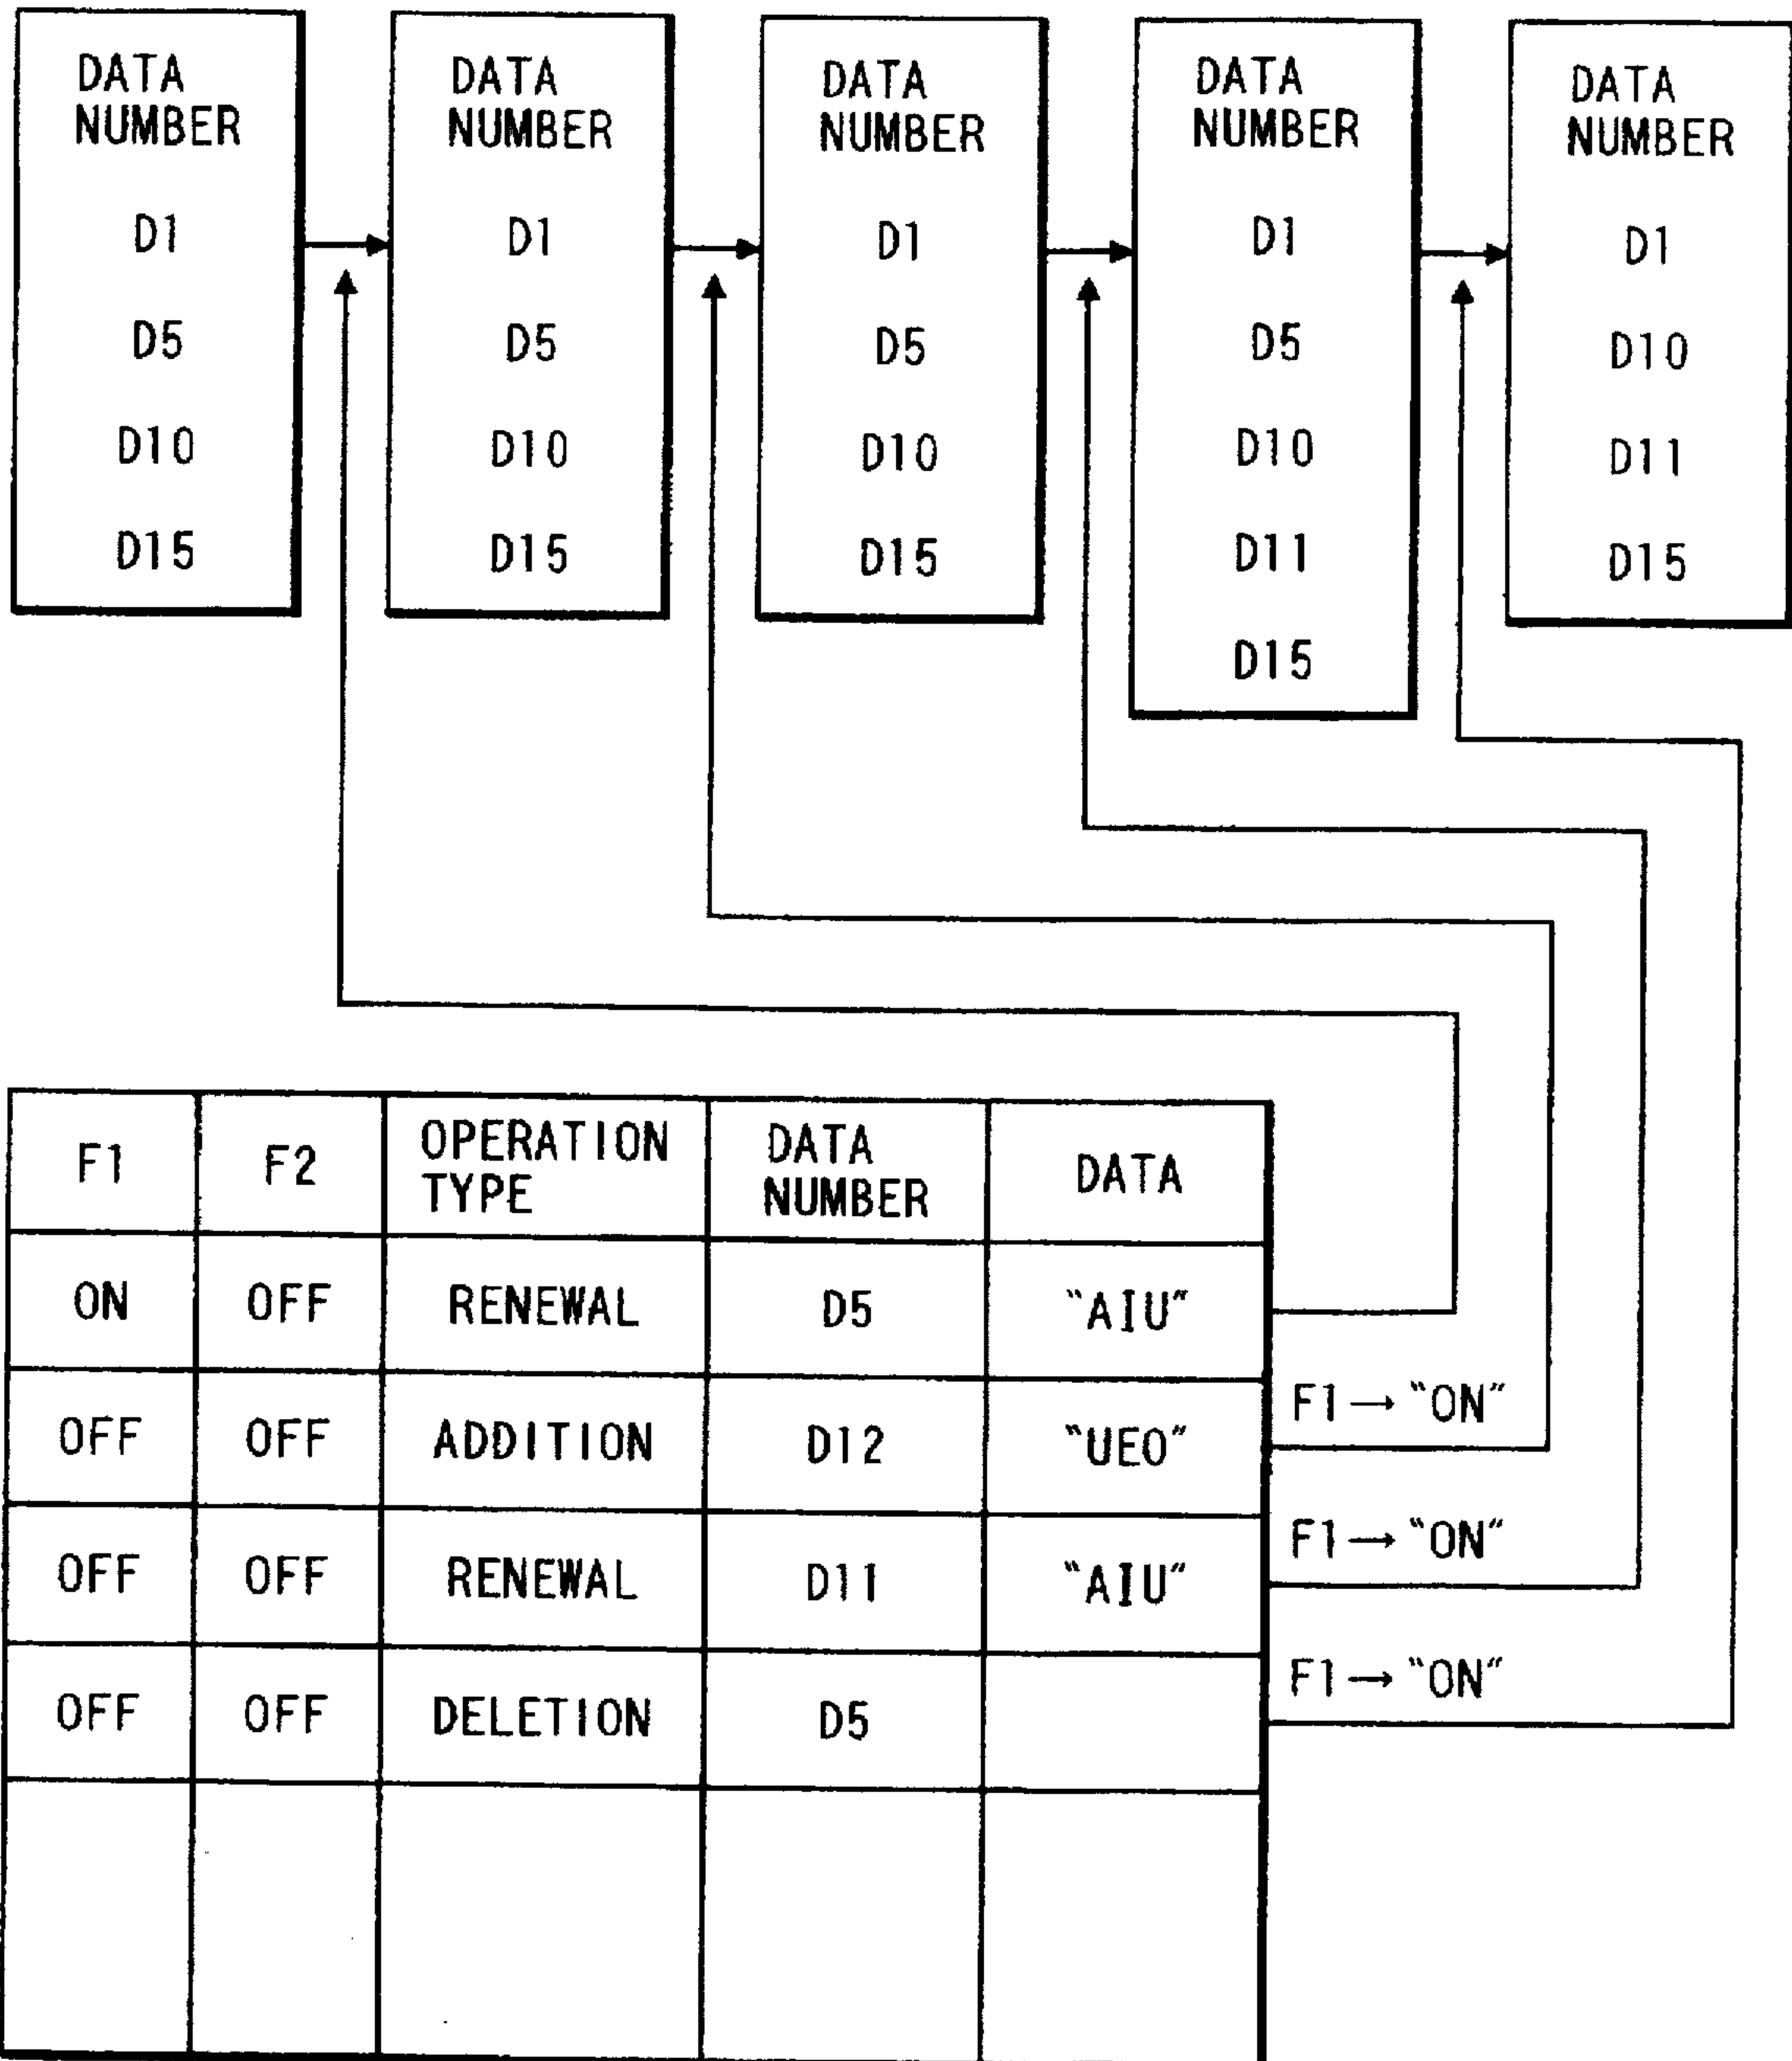 DATA
NUMBER
D1
D5
D10
D15
DATA
NUMBER
D1
D5
D10
D15
DATA
NUMBER
D1
D5
D10
D15
DATA
NUMBER
D1
D5
D10
D11
D15
DATA
NUMBER
D1
D10
D11
D15
F1 F2 OPERATION TYPE DATA NUMBER DATA
ON OFF RENEWAL D5 “AIU”
F1→“ON”
OFF OFF ADDITION D12 “UEO”
F1→“ON”
OFF OFF RENEWAL D11 “AIU”
F1→“ON”
OFF OFF DELETION D5